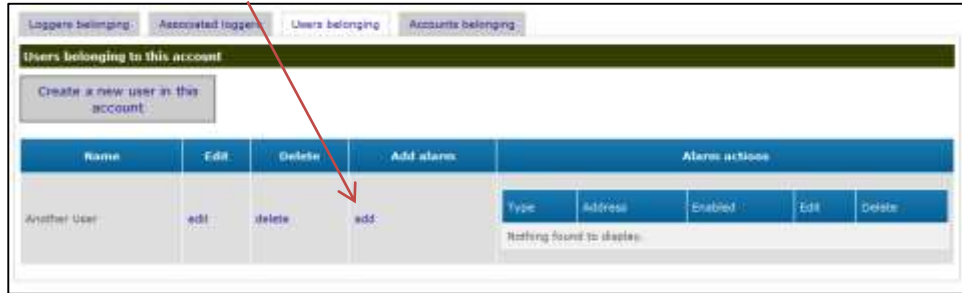 Loggers belonging Associated loggers Users belonging Accounts belonging
Users belonging to this account
Create a new user in this
account
Name Edit Delete Add alarm Alarm actions
Another User edit delete add
Type Address Enabled Edit Delete
Nothing found to display.